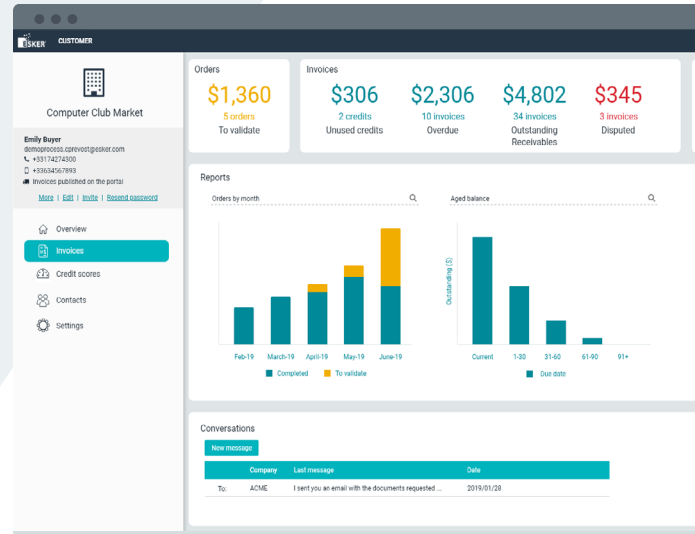 ESKER CUSTOMER
Computer Club Market
Emily Buyer
demoprocess.cprevost@esker.com
+33174274300
+33634567893
Invoices published on the portal
More | Edit | Invite | Resend password
Overview
Invoices
Credit scores
Contacts
Settings
Orders
$1,360
5 orders
To validate
Invoices
$306 $2,306 $4,802 $345
2 credits 10 invoices 34 invoices 3 invoices
Unused credits Overdue Outstanding Disputed
Receivables
Reports
Orders by month Aged balance
Outstanding ($)
Feb-19 March-19 April-19 May-19 June-19
Completed To validate
Current 1-30 31-60 61-90 91+
Due date
Conversations
New message
Company Last message Date
To: ACME I sent you an email with the documents requested ... 2019/01/28